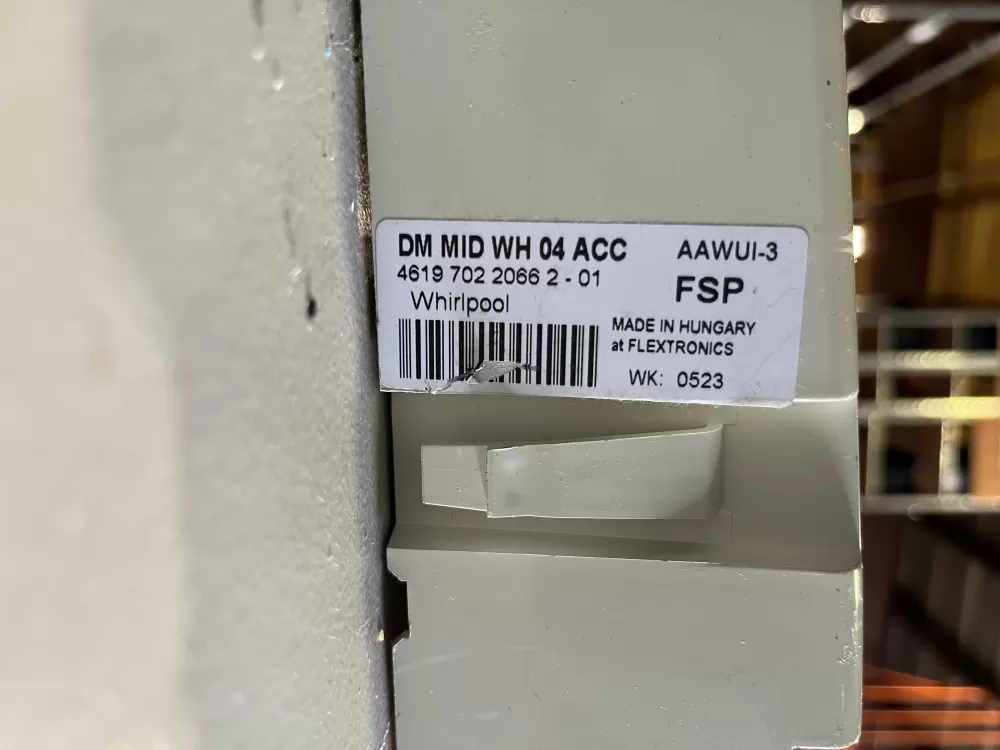 DM MID WH 04 ACC
AAWUI-3
4619 702 2066 2 - 01
FSP
Whirlpool
MADE IN HUNGARY
at FLEXTRONICS
WK: 0523